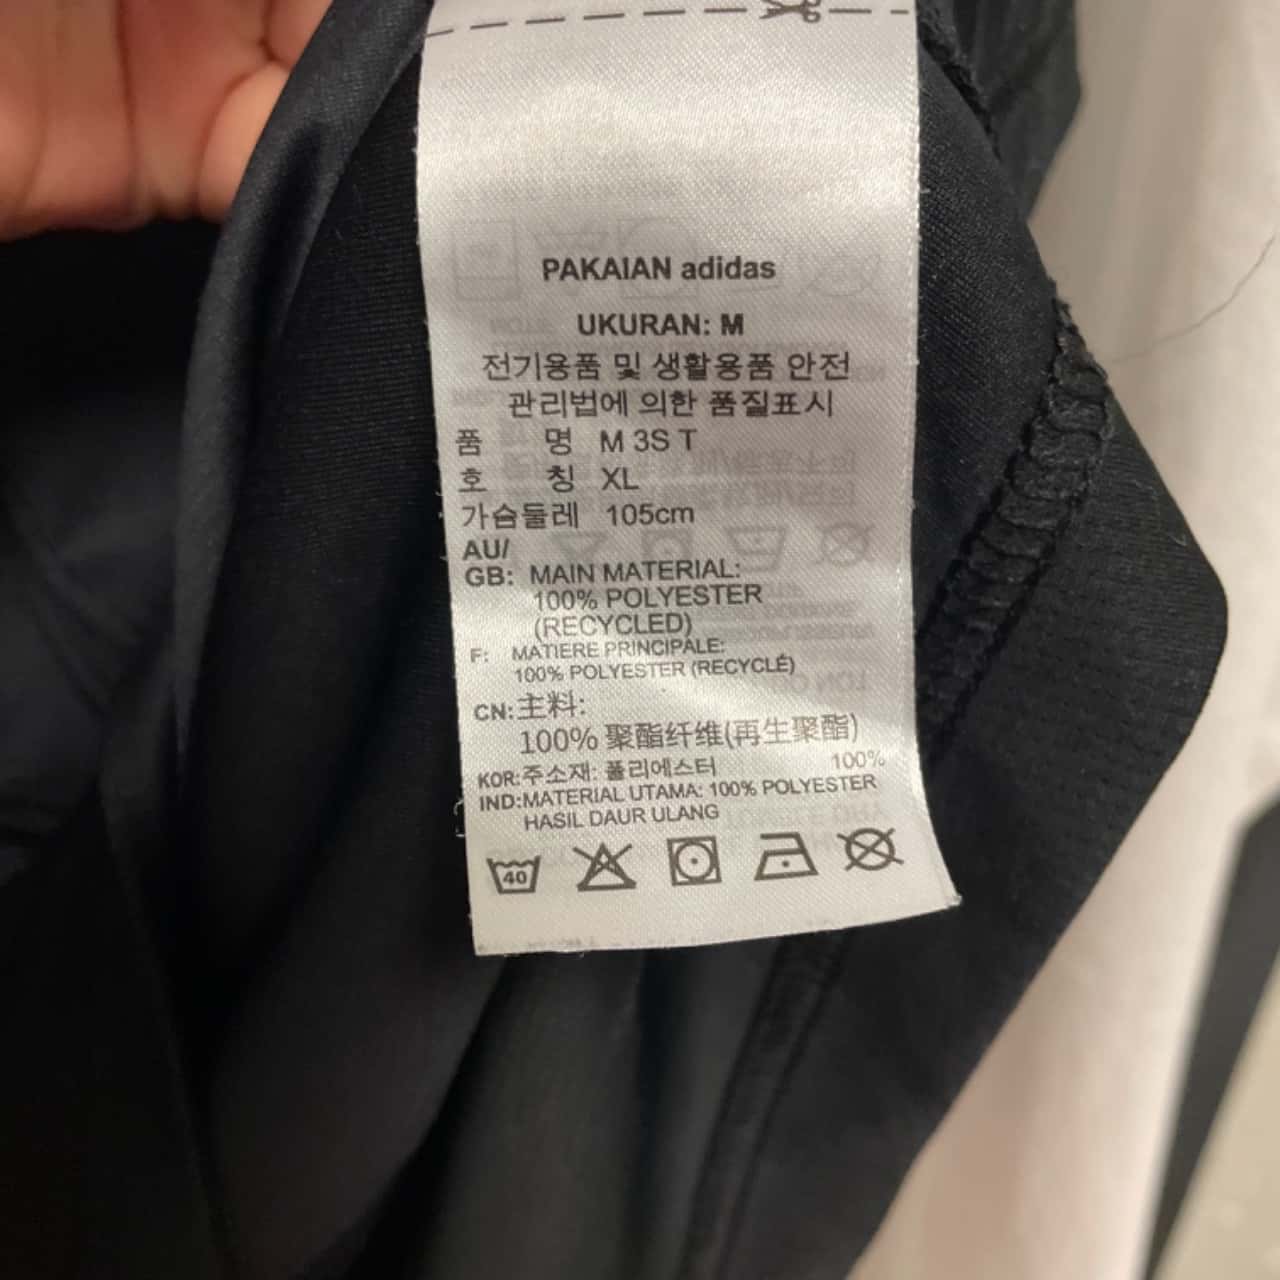 PAKAIAN adidas
UKURAN: M
전기용품 및 생활용품 안전
관리법에 의한 품질표시
품 명 M 3S T
호 칭 XL
가슴둘레 105cm
AU/
GB: MAIN MATERIAL:
100% POLYESTER
(RECYCLED)
F: MATIERE PRINCIPALE:
100% POLYESTER (RECYCLÉ)
CN: 主料:
100% 聚酯纤维(再生聚酯)
KOR: 주소재: 폴리에스터 100%
IND: MATERIAL UTAMA: 100% POLYESTER
HASIL DAUR ULANG
40